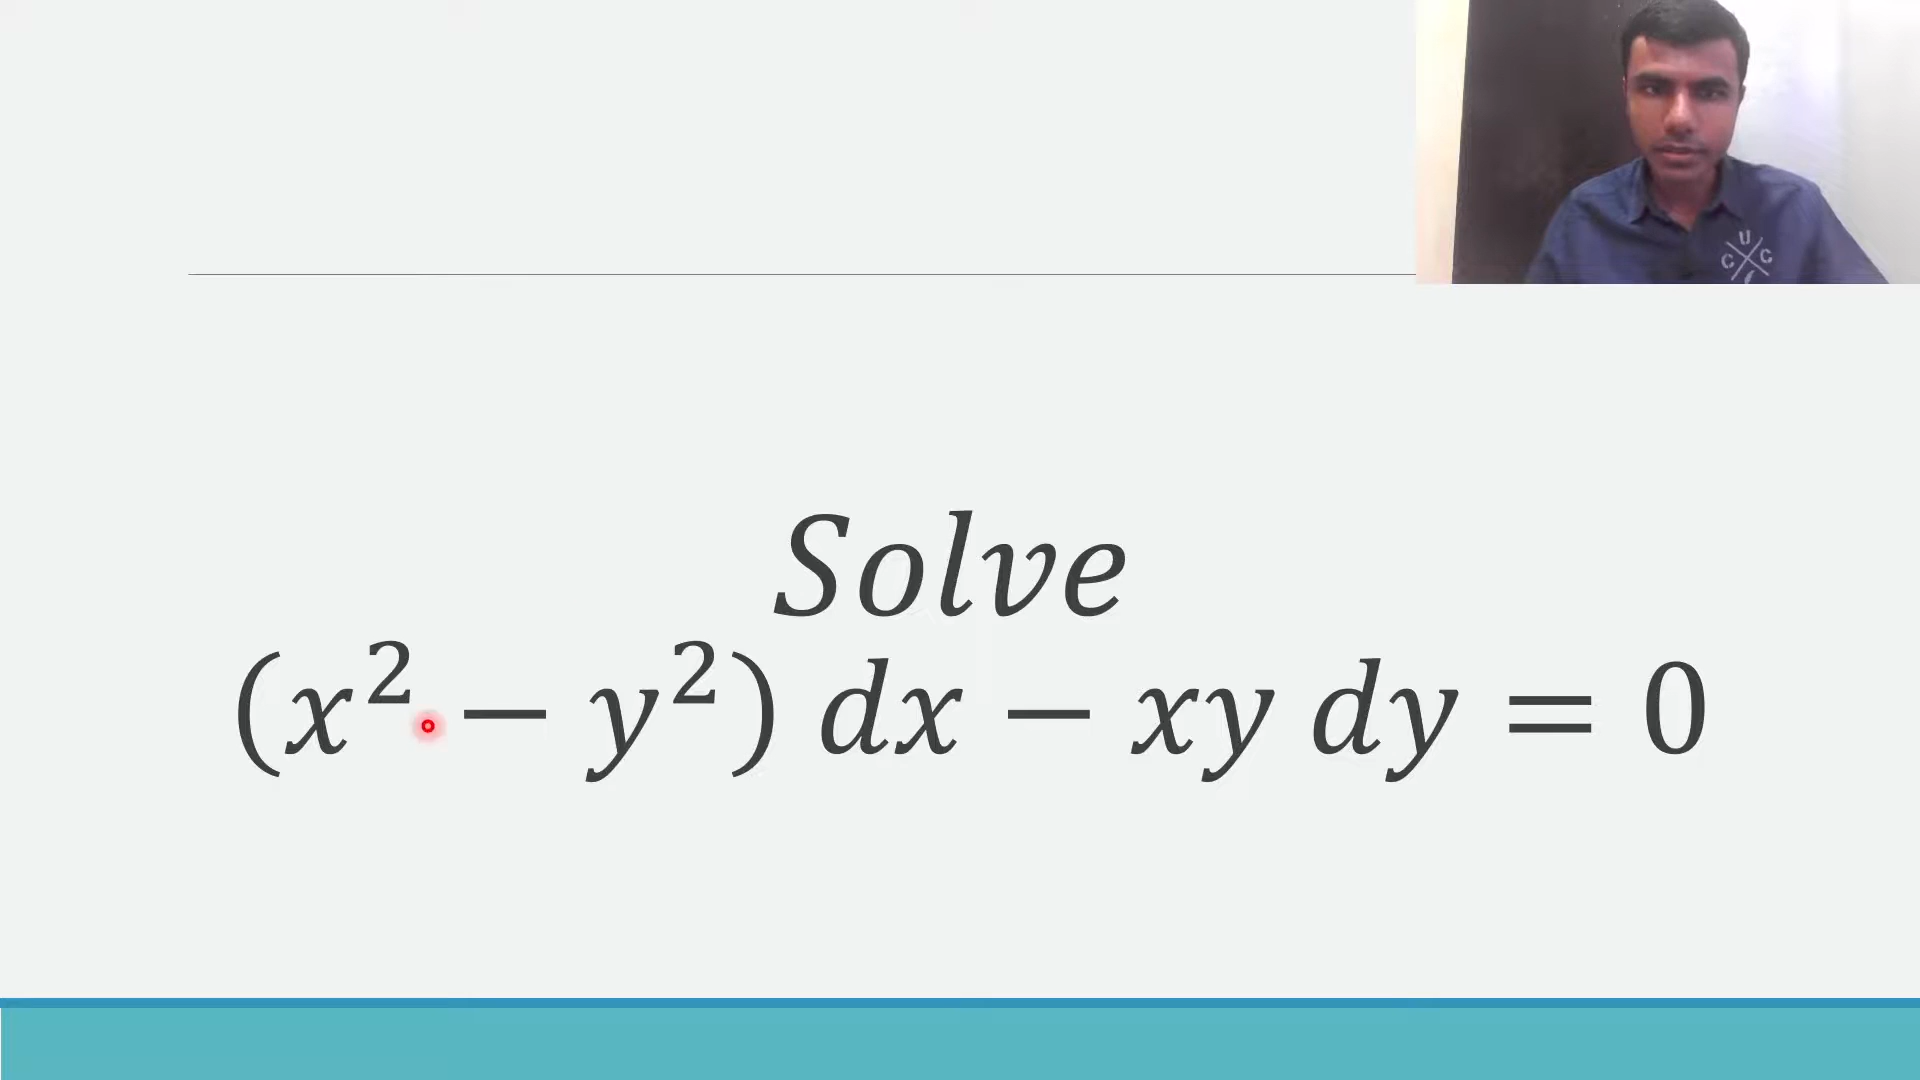 U
C C
Solve
(x² − y²) dx − xy dy = 0